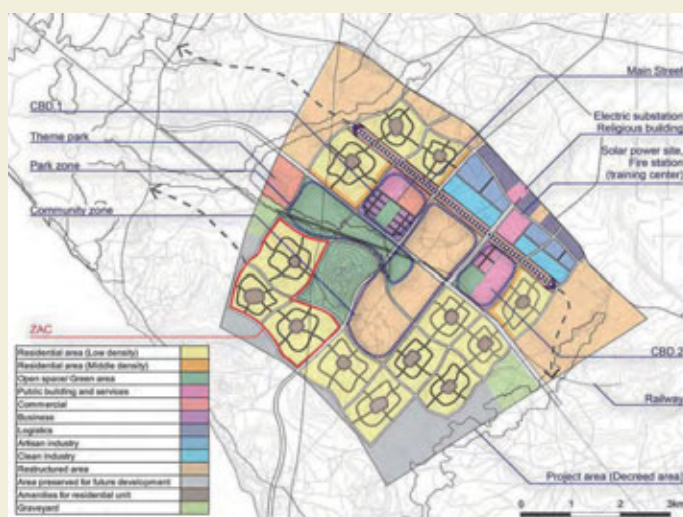 Main Street
CBD 1
Electric substation
Religious building
Theme park
Solar power site,
Fire station
(training center)
Park zone
Community zone
ZAC
CBD 2
Railway
Project area (Decreed area)
Residential area (Low density)
Residential area (Middle density)
Open space/ Green area
Public building and services
Commercial
Business
Logistics
Artisan industry
Clean Industry
Restructured area
Area preserved for future development
Amenities for residential unit
Graveyard
0 1 2 3km